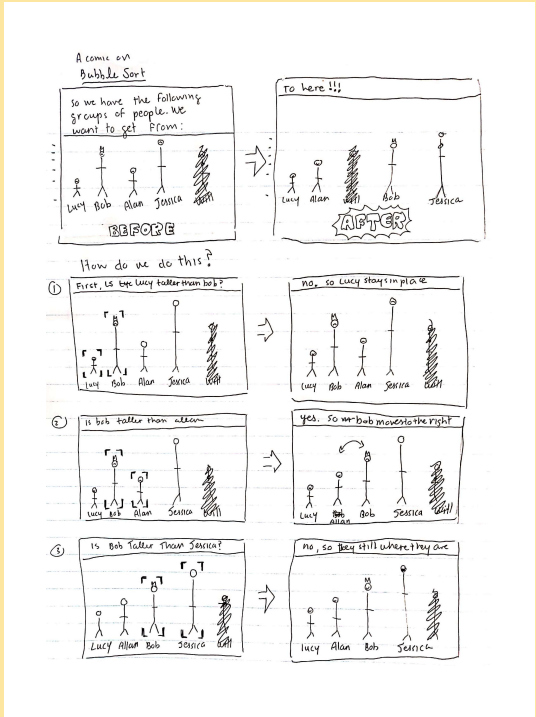 A comic on
Bubble Sort
So we have the following
groups of people. We
want to get From:
Lucy Bob Alan Jessica
BEFORE
To here!!!
Lucy Alan Bob Jessica
AFTER
How do we do this?
1
First, is Lucy taller than bob?
Lucy Bob Alan Jessica
no, so Lucy stays in place
Lucy Bob Alan Jessica
2
is bob taller than allan
Lucy Bob Alan Jessica
yes. So bob moves to the right
Lucy Allan Bob Jessica
3
Is Bob Taller Than Jessica?
Lucy Allan Bob Jessica
no, so they still where they are
Lucy Alan Bob Jessica